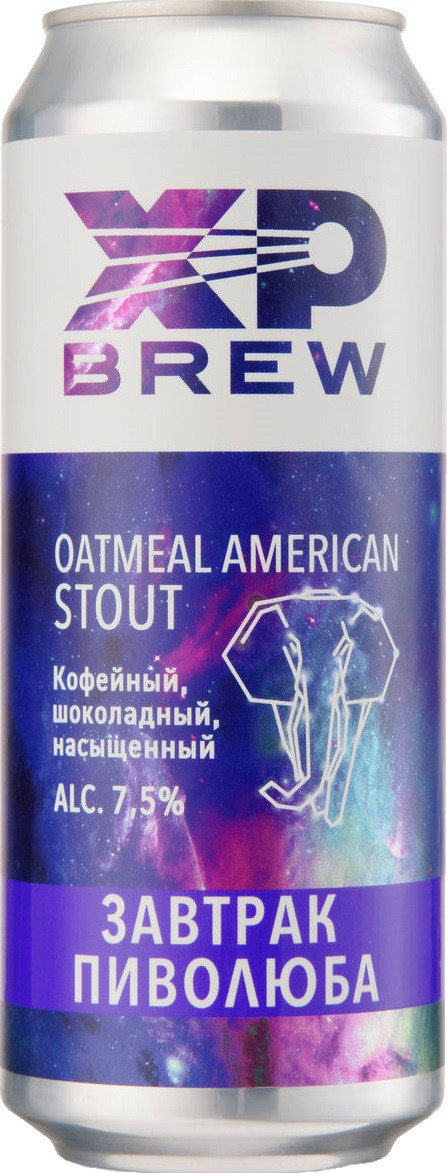 XP
BREW
OATMEAL AMERICAN
STOUT
Кофейный,
шоколадный,
насыщенный
ALC. 7,5%
ЗАВТРАК
ПИВОЛЮБА